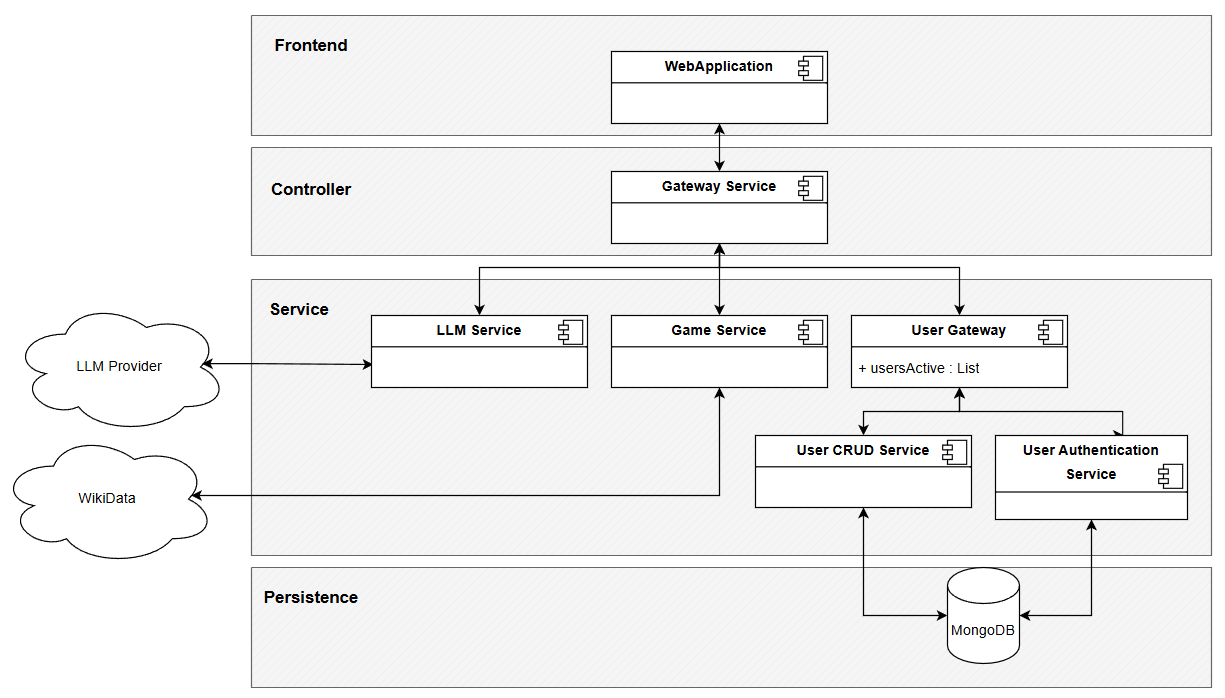 Frontend
WebApplication
Controller
Gateway Service
Service
LLM Service
Game Service
User Gateway
LLM Provider
+ usersActive : List
User CRUD Service
User Authentication
Service
WikiData
Persistence
MongoDB